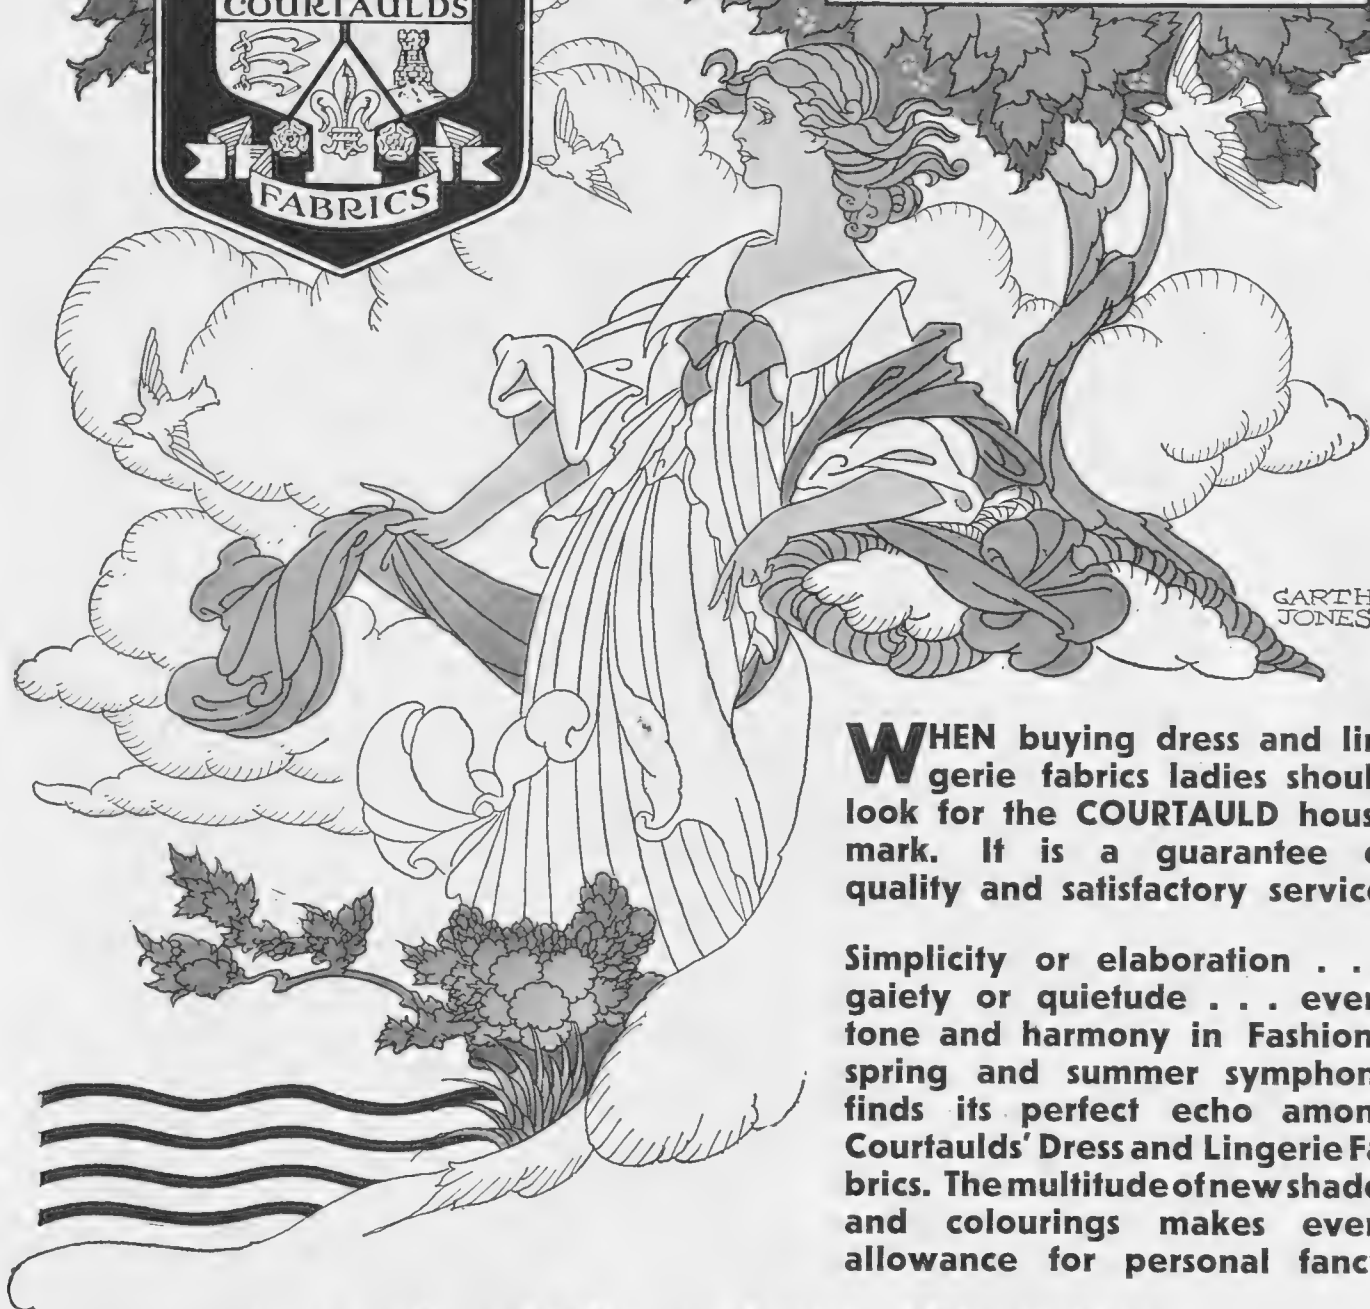 COURTAULDS
FABRICS
GARTH
JONES
WHEN buying dress and lin
gerie fabrics ladies shoul
look for the COURTAULD hous
mark. It is a guarantee o
quality and satisfactory service
Simplicity or elaboration . .
gaiety or quietude . . . ever
tone and harmony in Fashion
spring and summer symphon
finds its perfect echo amon
Courtaulds' Dress and Lingerie Fa
brics. The multitude of new shade
and colourings makes ever
allowance for personal fanc